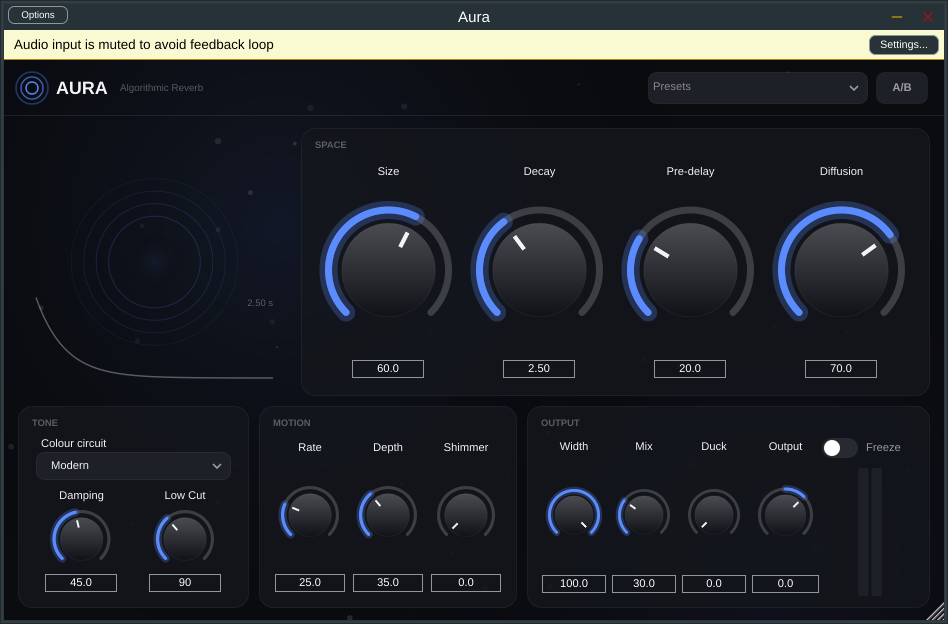 Options
Aura
Audio input is muted to avoid feedback loop
Settings...
AURA
Algorithmic Reverb
Presets
A/B
SPACE
Size
Decay
Pre-delay
Diffusion
2.50 s
60.0
2.50
20.0
70.0
TONE
Colour circuit
Modern
Damping
Low Cut
45.0
90
MOTION
Rate
Depth
Shimmer
25.0
35.0
0.0
OUTPUT
Width
Mix
Duck
Output
Freeze
100.0
30.0
0.0
0.0